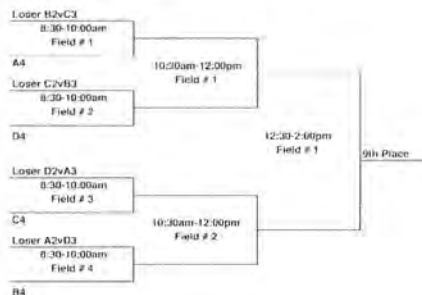 Loser B2vC3
8:30-10:00am
Field # 1
A4
10:30am-12:00pm
Field # 1
Loser C2vB3
8:30-10:00am
Field # 2
D4
12:30-2:00pm
Field # 1
9th Place
Loser D2vA3
8:30-10:00am
Field # 3
C4
10:30am-12:00pm
Field # 2
Loser A2vD3
8:30-10:00am
Field # 4
B4